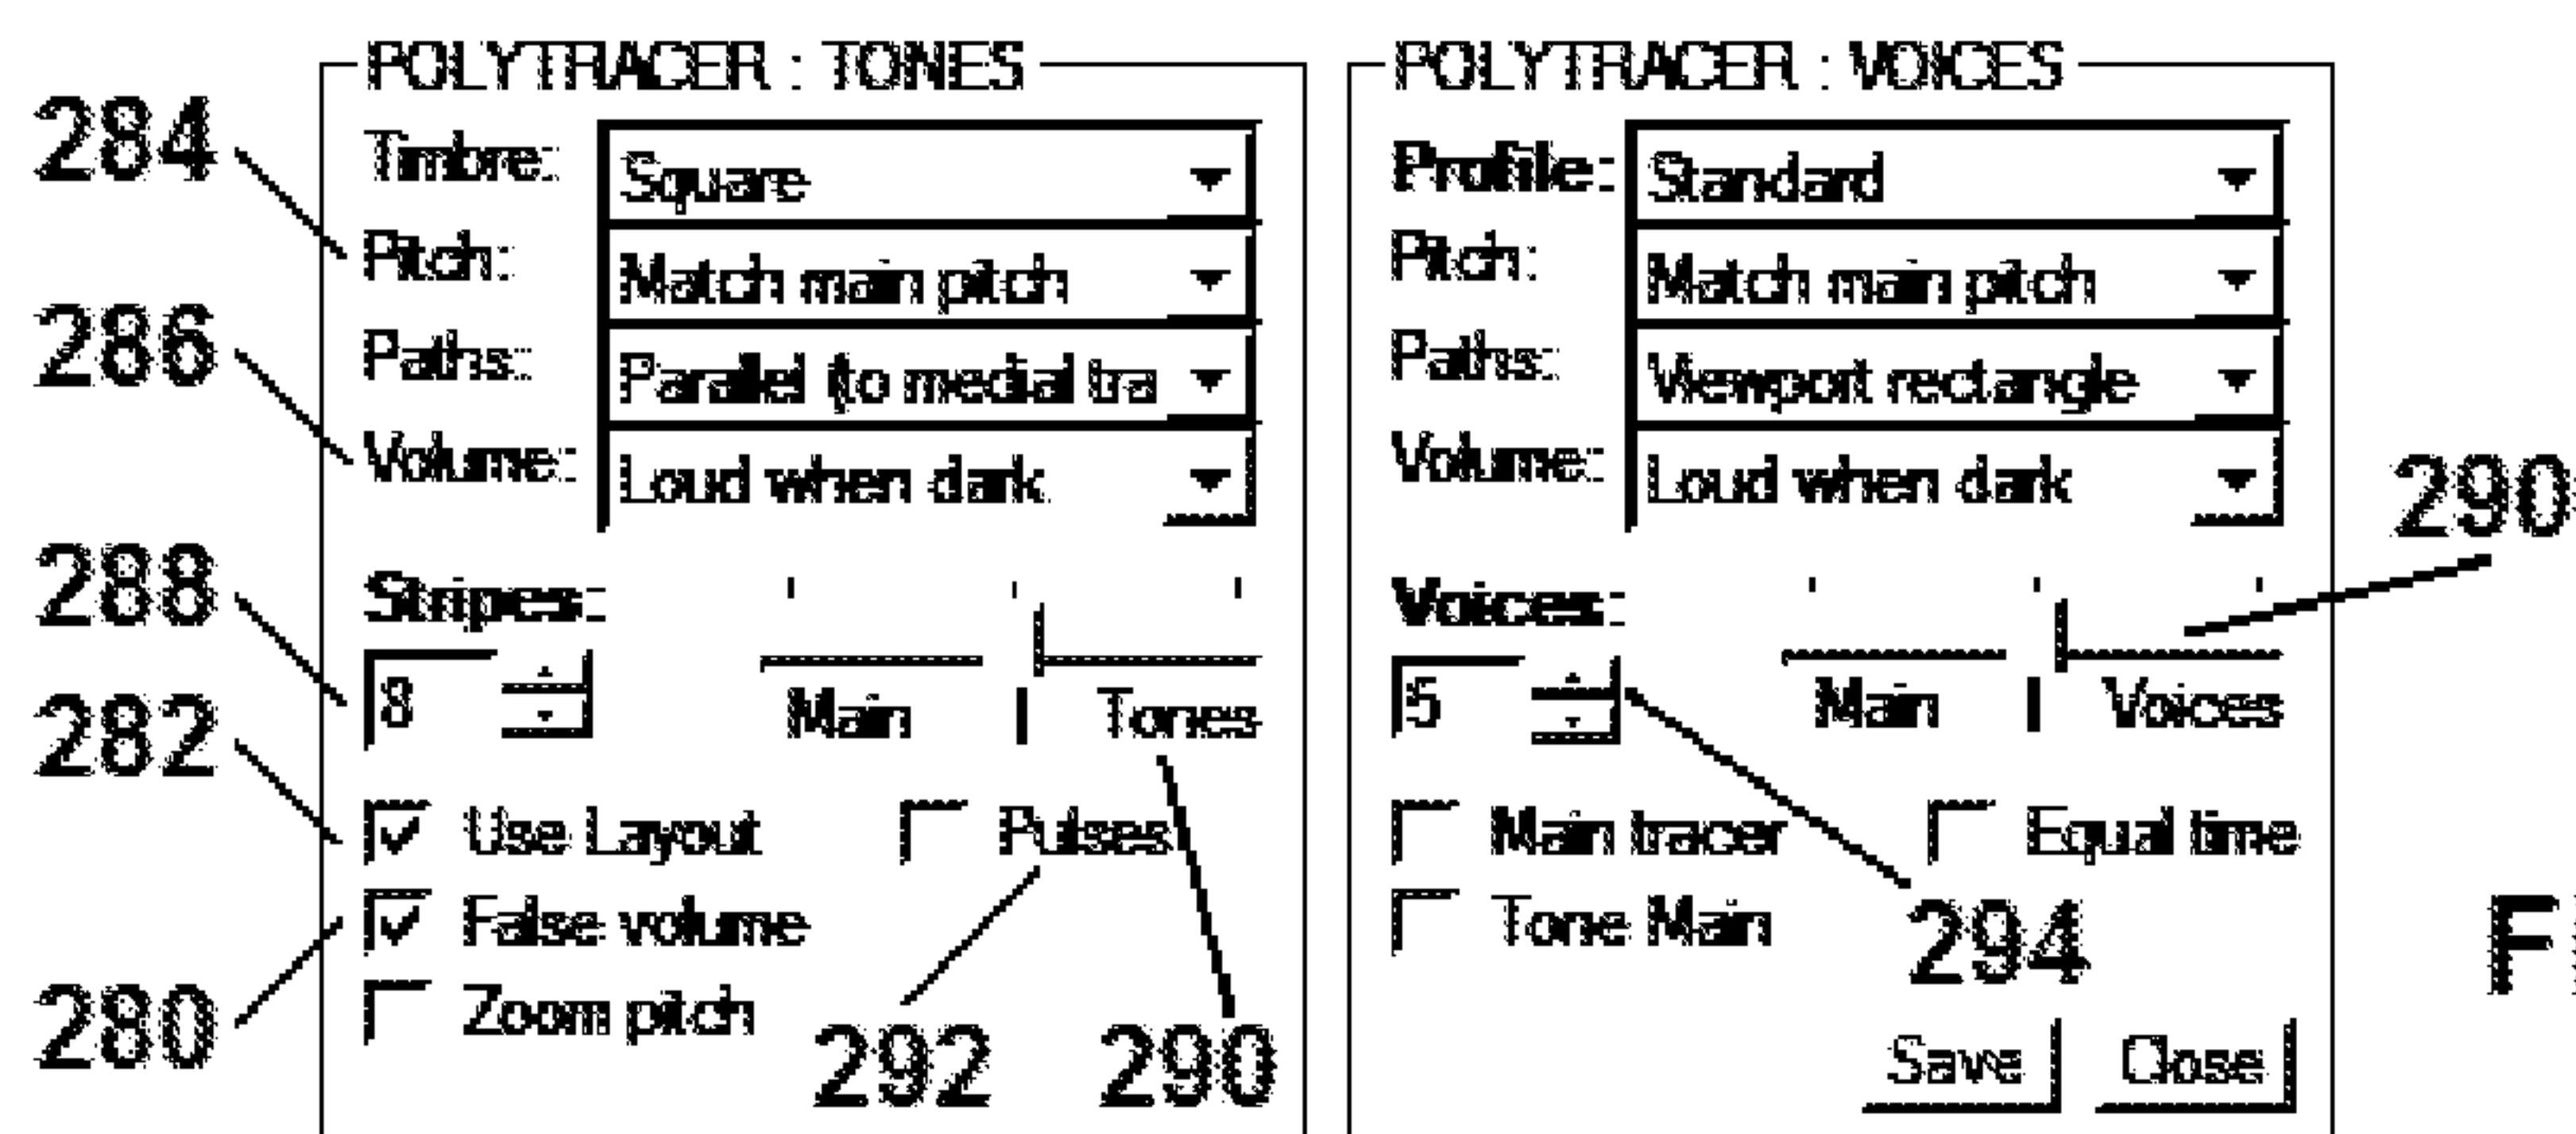 POLYTRACER : TONES
284
Timbre: Square
Pitch: Match main pitch
286
Paths: Parallel (to medial tra
Volume: Loud when dark
288
Stripes:
8
Main | Tones
282
Use Layout
Pulses
False volume
280
Zoom pitch
292
290
POLYTRACER : VOICES
Profile: Standard
Pitch: Match main pitch
Paths: Viewport rectangle
Volume: Loud when dark
290
Voices:
5
Main | Voices
Main tracer
Equal time
Tone Main
294
Save
Close
F